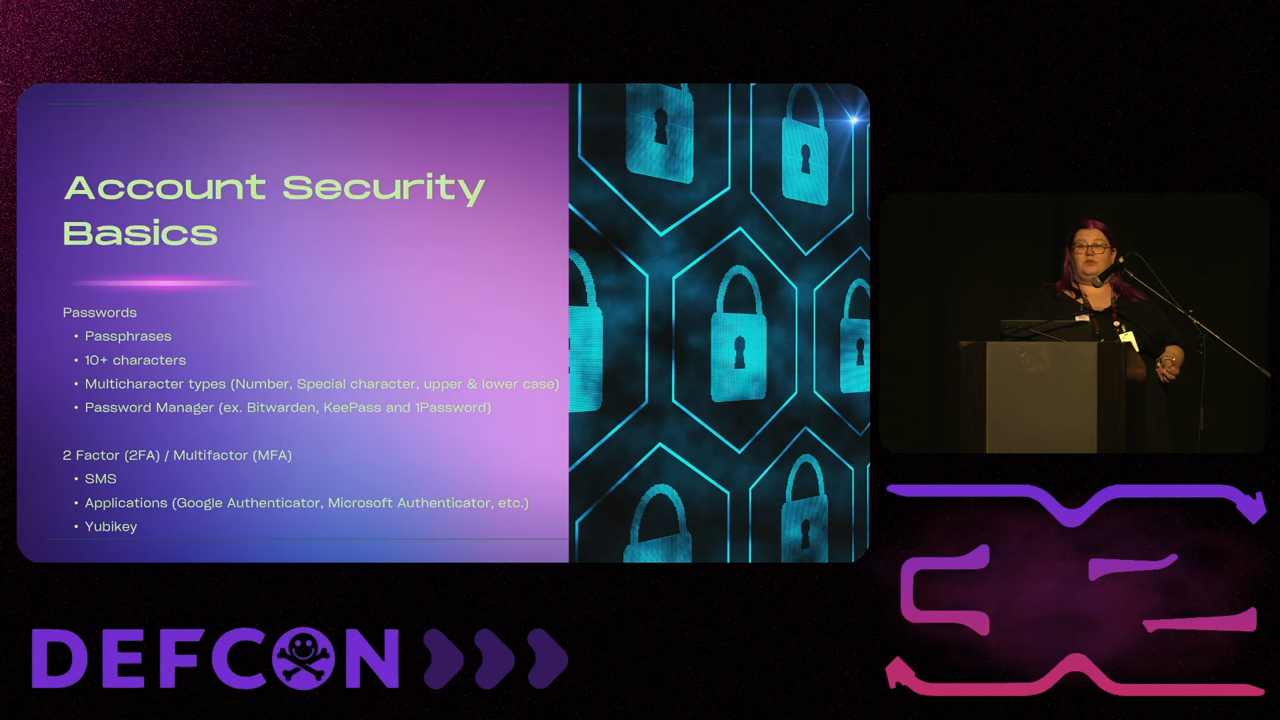 Account Security
Basics
Passwords
• Passphrases
• 10+ characters
• Multicharacter types (Number, Special character, upper & lower case)
• Password Manager (ex. Bitwarden, KeePass and 1Password)
2 Factor (2FA) / Multifactor (MFA)
• SMS
• Applications (Google Authenticator, Microsoft Authenticator, etc.)
• Yubikey
DEFCON